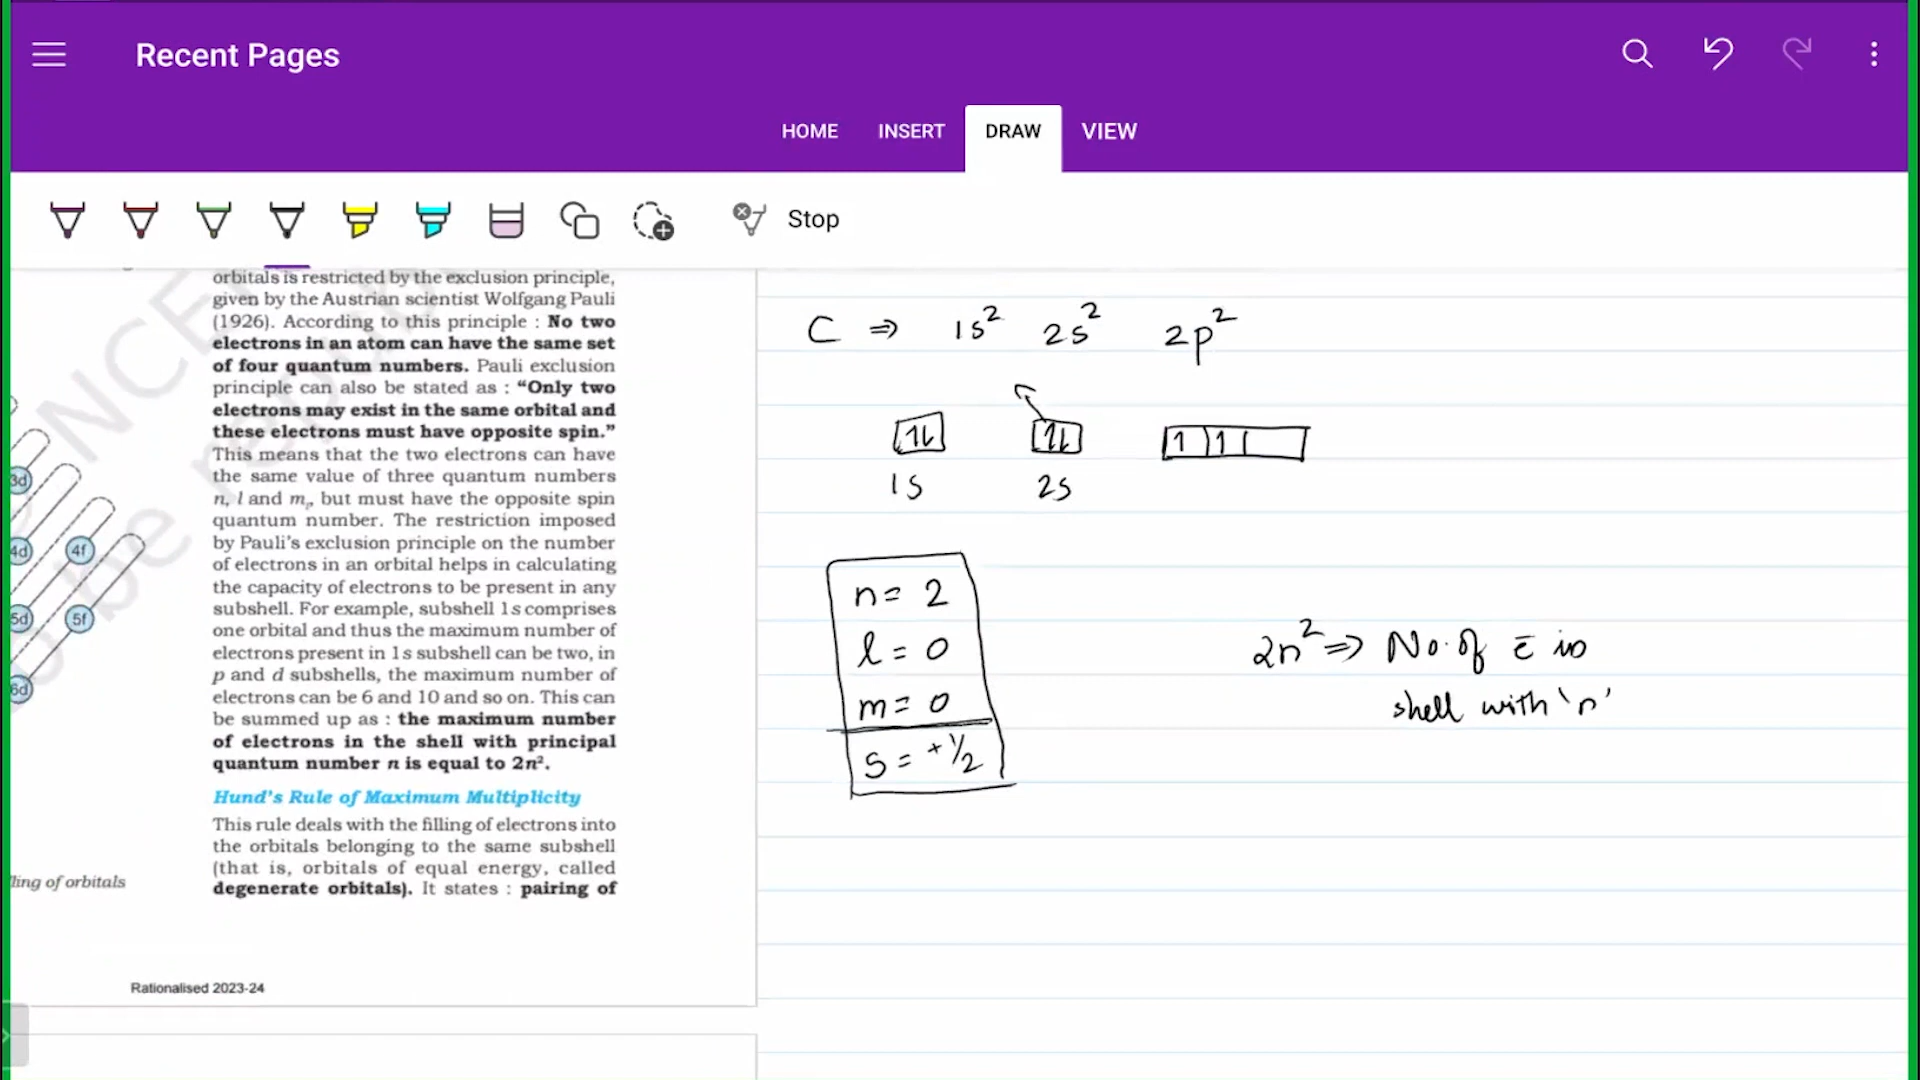 Recent Pages
HOME INSERT DRAW VIEW
Stop
orbitals is restricted by the exclusion principle,
given by the Austrian scientist Wolfgang Pauli
(1926). According to this principle : No two
electrons in an atom can have the same set
of four quantum numbers. Pauli exclusion
principle can also be stated as : “Only two
electrons may exist in the same orbital and
these electrons must have opposite spin.”
This means that the two electrons can have
the same value of three quantum numbers
n, l and mₗ, but must have the opposite spin
quantum number. The restriction imposed
by Pauli’s exclusion principle on the number
of electrons in an orbital helps in calculating
the capacity of electrons to be present in any
subshell. For example, subshell 1s comprises
one orbital and thus the maximum number of
electrons present in 1s subshell can be two, in
p and d subshells, the maximum number of
electrons can be 6 and 10 and so on. This can
be summed up as : the maximum number
of electrons in the shell with principal
quantum number n is equal to 2n².
Hund’s Rule of Maximum Multiplicity
This rule deals with the filling of electrons into
the orbitals belonging to the same subshell
(that is, orbitals of equal energy, called
degenerate orbitals). It states : pairing of
3d
4d 4f
5d 5f
6d
lling of orbitals
Rationalised 2023-24
C ⇒ 1s² 2s² 2p²
1s 2s
n = 2
l = 0
m = 0
s = +1/2
2n² ⇒ No. of e̅ in
shell with ‘n’